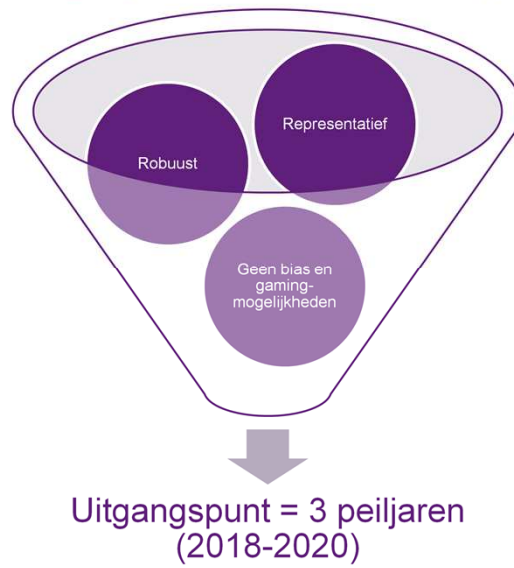 Representatief
Robuust
Geen bias en
gaming-
mogelijkheden
Uitgangspunt = 3 peiljaren
(2018-2020)